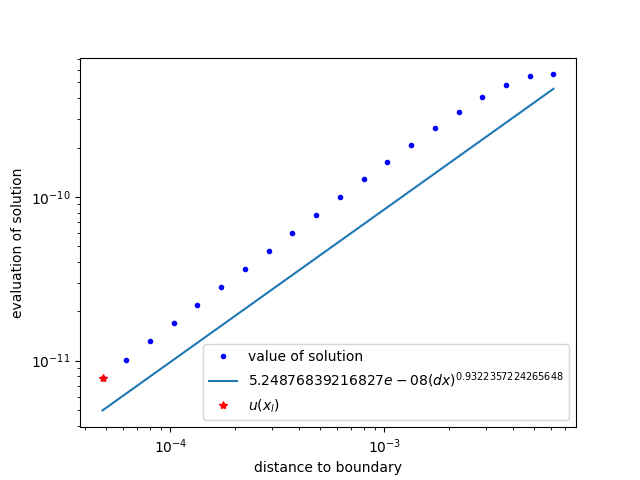 evaluation of solution
10⁻¹⁰
10⁻¹¹
value of solution
5.24876839216827e − 08(dx)^0.9322357224265648
u(x_l)
10⁻⁴
10⁻³
distance to boundary